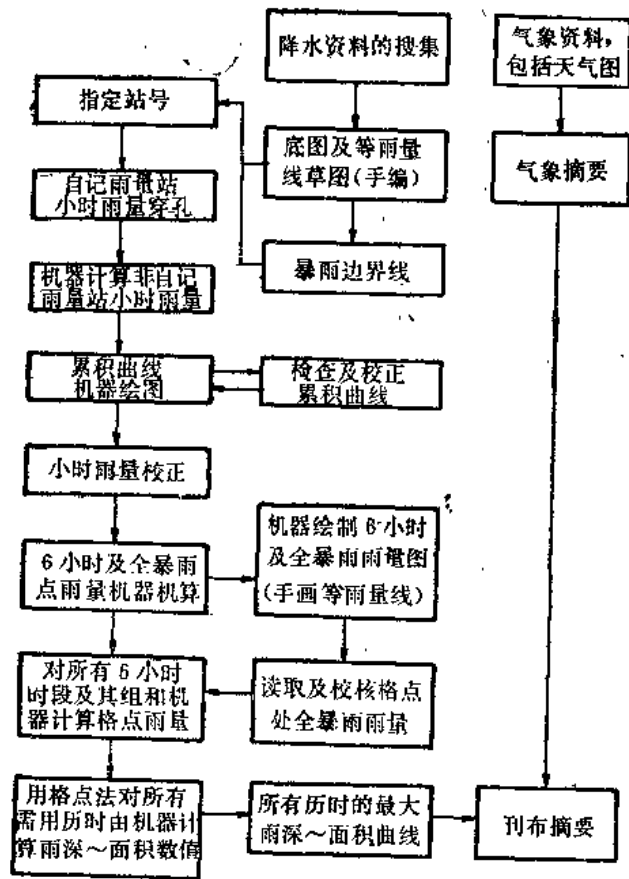 降水资料的搜集
气象资料，
包括天气图
指定站号
底图及等雨量
线草图(手编)
气象摘要
自记雨量站
小时雨量穿孔
暴雨边界线
机器计算非自记
雨量站小时雨量
累积曲线
机器绘图
检查及校正
累积曲线
小时雨量校正
机器绘制6小时
及全暴雨雨量图
(手画等雨量线)
6小时及全暴雨
点雨量机器机算
对所有6小时
时段及其组和机
器计算格点雨量
读取及校核格点
处全暴雨雨量
用格点法对所有
需用历时由机器计
算雨深～面积数值
所有历时的最大
雨深～面积曲线
刊布摘要